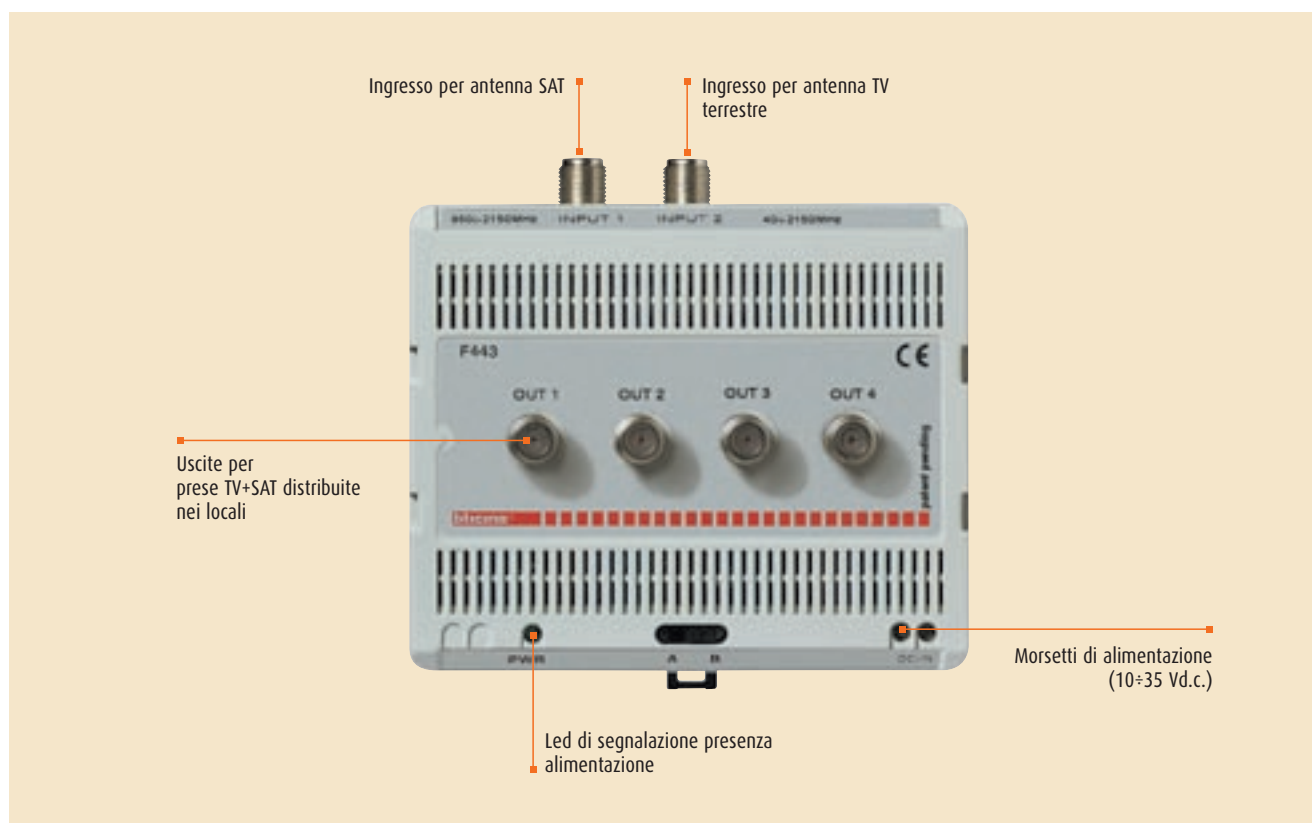 Ingresso per antenna SAT
Ingresso per antenna TV
terrestre
950÷2150MHz INPUT 1 INPUT 2 40÷2150MHz
F443
CE
OUT 1 OUT 2 OUT 3 OUT 4
patent pending
bticino
Uscite per
prese TV+SAT distribuite
nei locali
PWR A B DC-IN
Morsetti di alimentazione
(10÷35 Vd.c.)
Led di segnalazione presenza
alimentazione